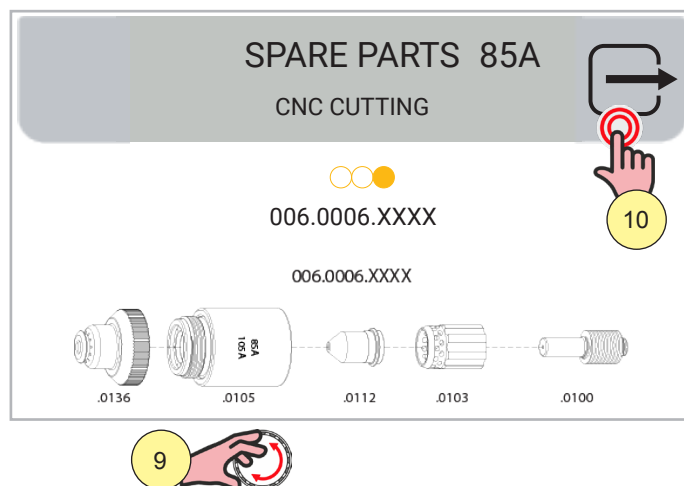 SPARE PARTS 85A
CNC CUTTING
10
006.0006.XXXX
006.0006.XXXX
85A
105A
.0136 .0105 .0112 .0103 .0100
9